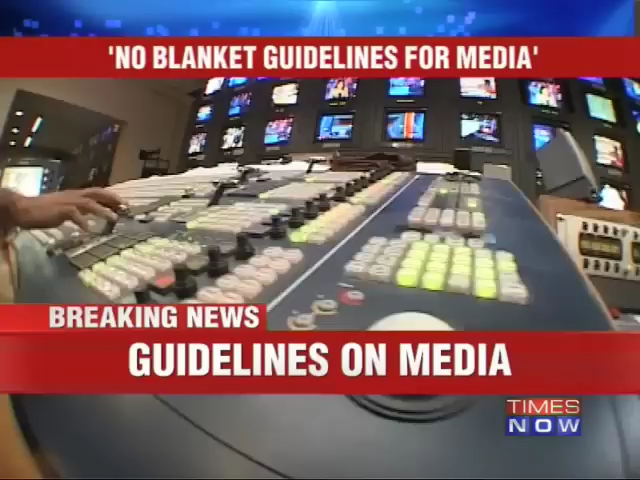 'NO BLANKET GUIDELINES FOR MEDIA'
BREAKING NEWS
GUIDELINES ON MEDIA
TIMES
NOW